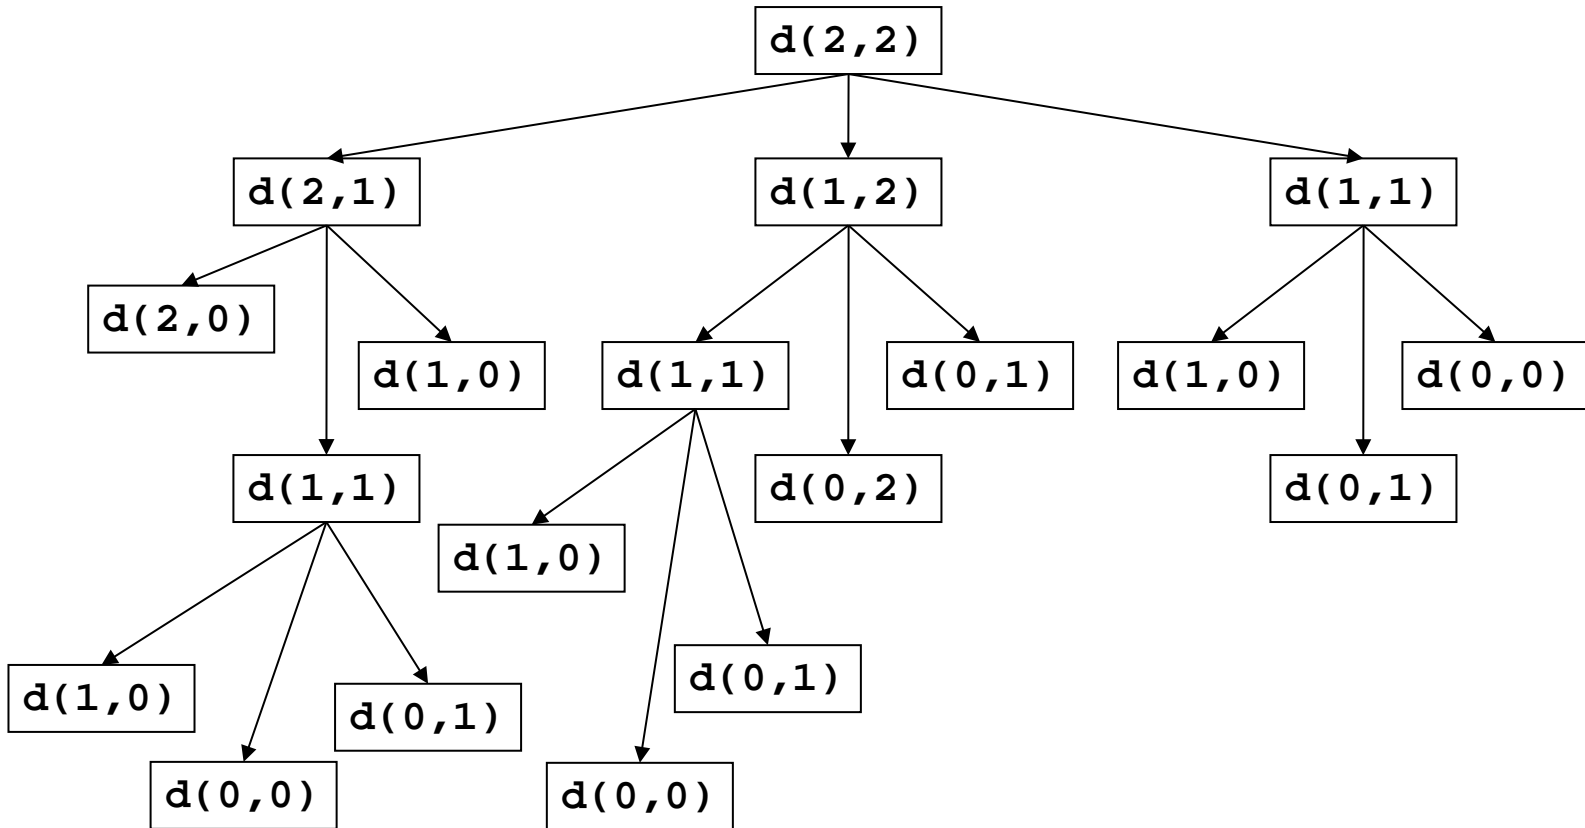 d(2,2)
d(2,1)
d(1,2)
d(1,1)
d(2,0)
d(1,0)
d(1,1)
d(0,1)
d(1,0)
d(0,0)
d(1,1)
d(0,2)
d(0,1)
d(1,0)
d(0,1)
d(1,0)
d(0,1)
d(0,0)
d(0,0)